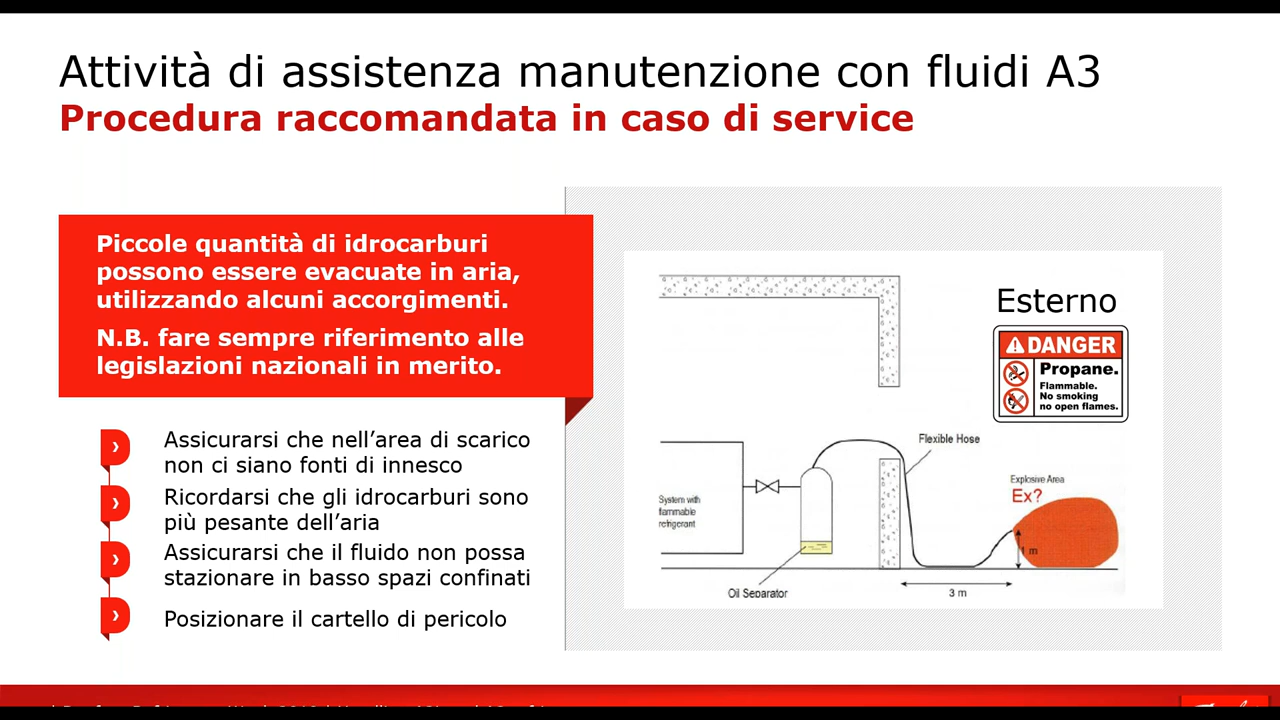 Attività di assistenza manutenzione con fluidi A3
Procedura raccomandata in caso di service
Piccole quantità di idrocarburi
possono essere evacuate in aria,
utilizzando alcuni accorgimenti.
N.B. fare sempre riferimento alle
legislazioni nazionali in merito.
Assicurarsi che nell’area di scarico
non ci siano fonti di innesco
Ricordarsi che gli idrocarburi sono
più pesante dell’aria
Assicurarsi che il fluido non possa
stazionare in basso spazi confinati
Posizionare il cartello di pericolo
Esterno
DANGER
Propane.
Flammable.
No smoking
no open flames.
Flexible Hose
Explosive Area
Ex?
System with
flammable
refrigerant
1 m
Oil Separator
3 m